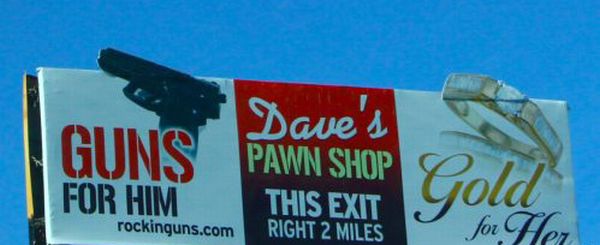 GUNS
FOR HIM
rockinguns.com
Dave's
PAWN SHOP
THIS EXIT
RIGHT 2 MILES
Gold
for Her